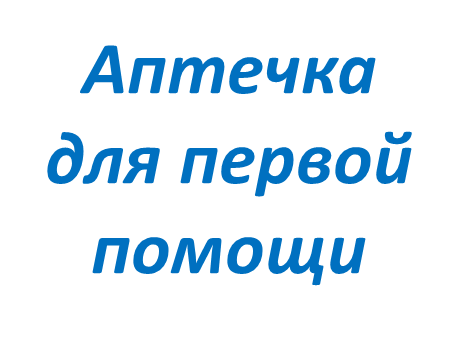 Аптечка
для первой
помощи